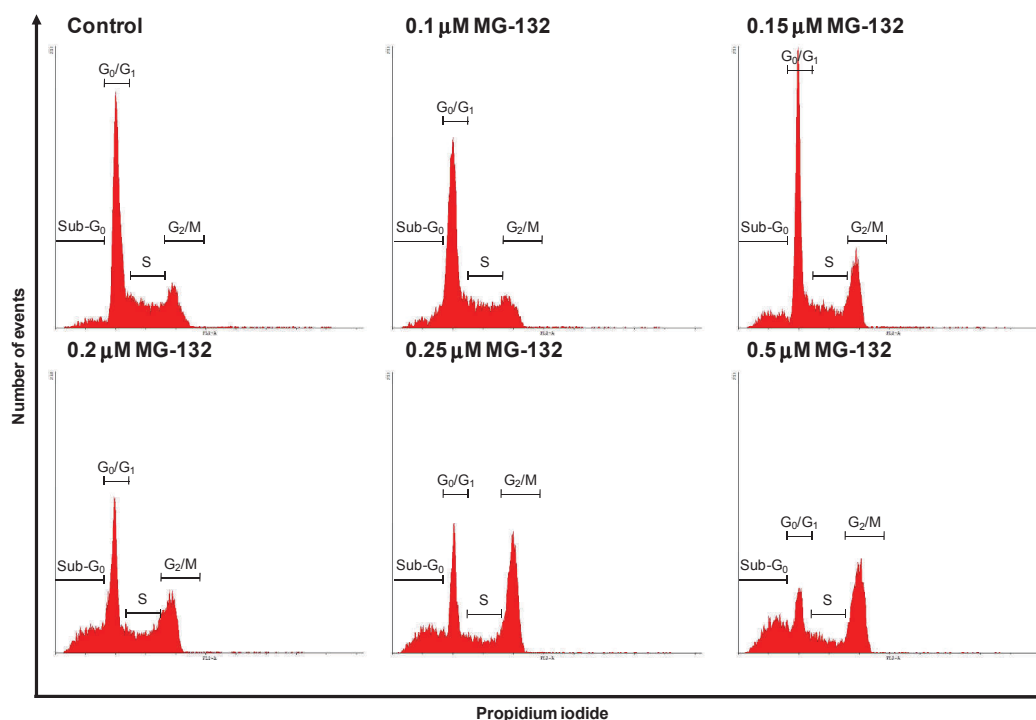 Control
G₀/G₁
Sub-G₀
S
G₂/M
0.1 μM MG-132
G₀/G₁
Sub-G₀
S
G₂/M
0.15 μM MG-132
G₀/G₁
Sub-G₀
S
G₂/M
0.2 μM MG-132
G₀/G₁
Sub-G₀
S
G₂/M
0.25 μM MG-132
G₀/G₁
G₂/M
Sub-G₀
S
0.5 μM MG-132
G₀/G₁
G₂/M
Sub-G₀
S
Number of events
Propidium iodide